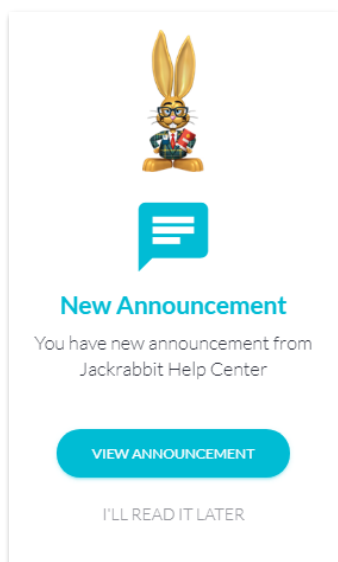 New Announcement
You have new announcement from
Jackrabbit Help Center
VIEW ANNOUNCEMENT
I'LL READ IT LATER